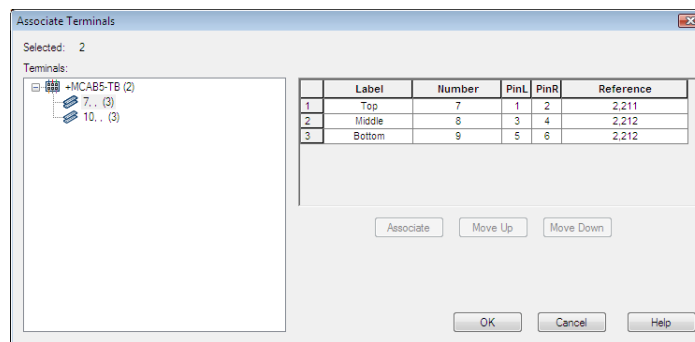 Associate Terminals
Selected: 2
Terminals:
+MCAB5-TB (2)
7, , (3)
10, , (3)
Label Number PinL PinR Reference
1 Top 7 1 2 2,211
2 Middle 8 3 4 2,212
3 Bottom 9 5 6 2,212
Associate Move Up Move Down
OK Cancel Help